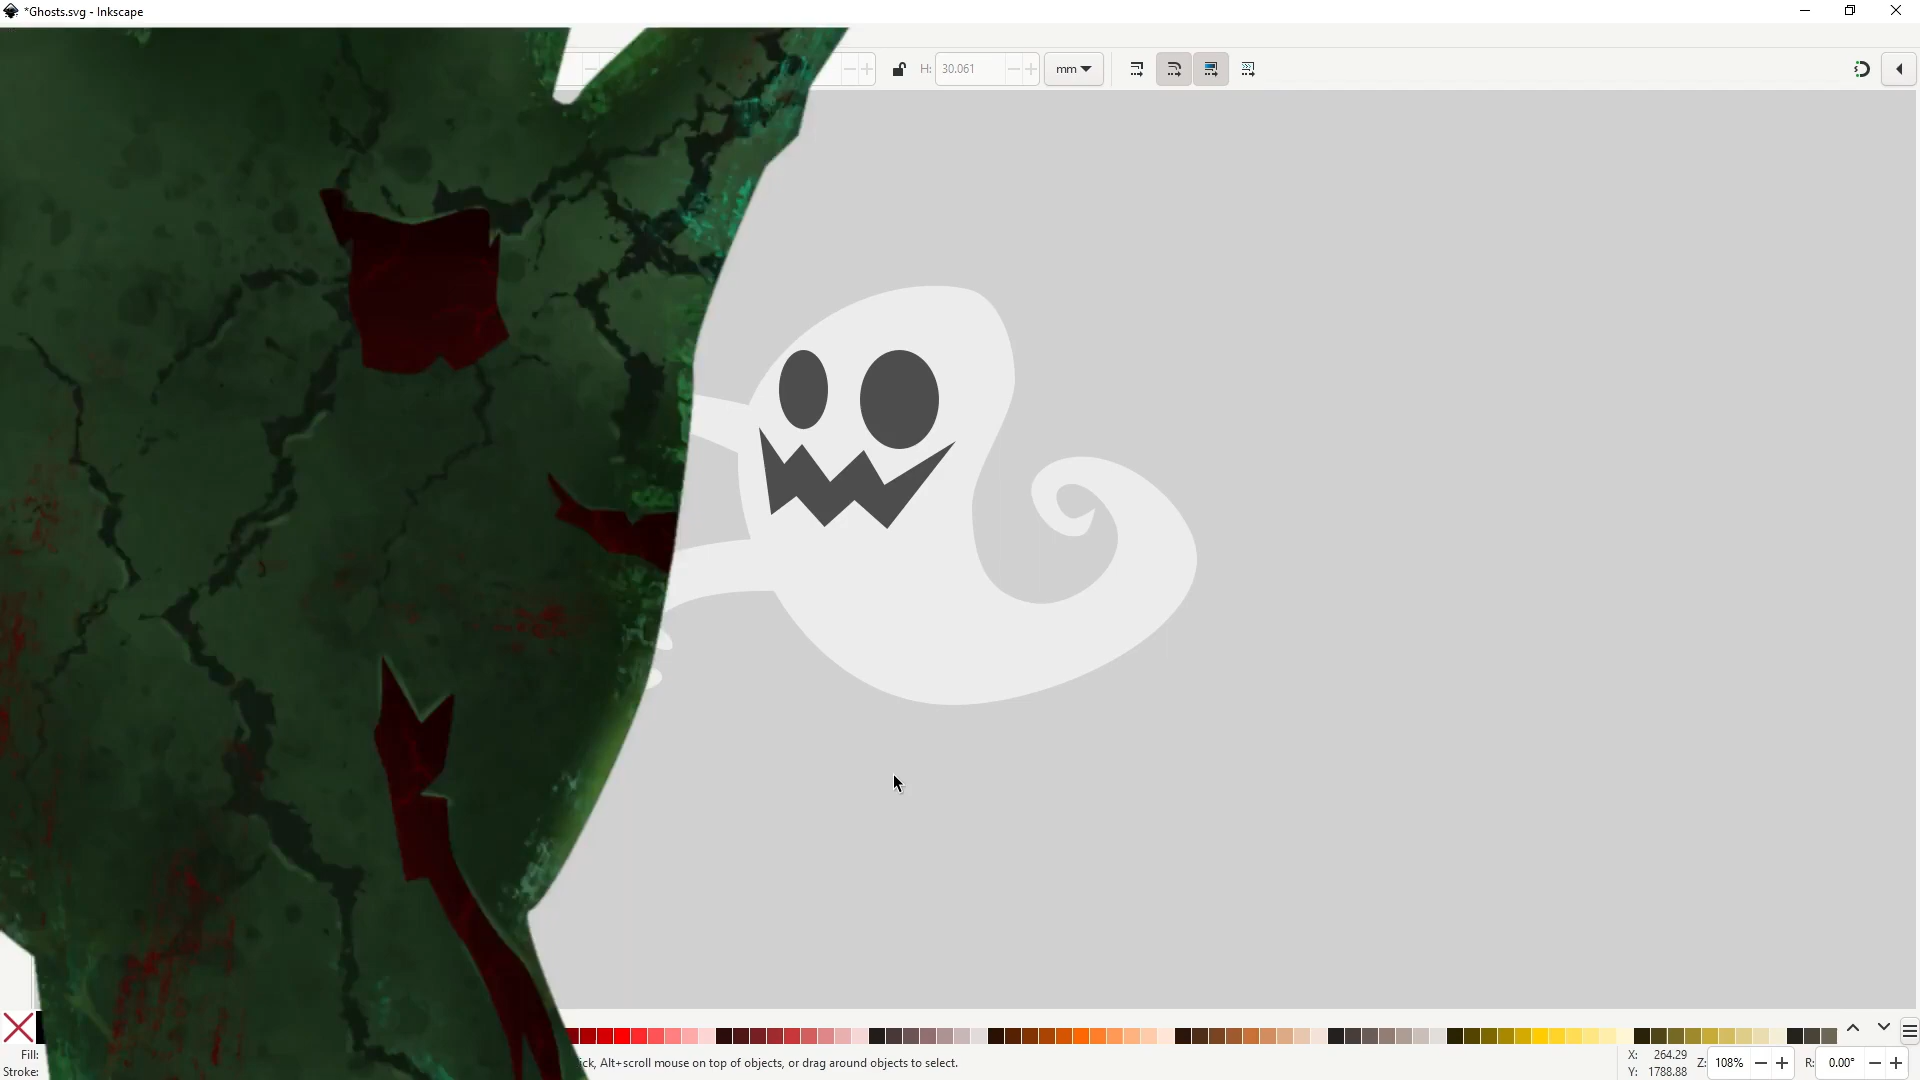 *Ghosts.svg - Inkscape
H: 30.061 mm
Fill:
Stroke:
ck, Alt+scroll mouse on top of objects, or drag around objects to select.
X: 264.29
Y: 1788.88
Z: 108%
R: 0.00°